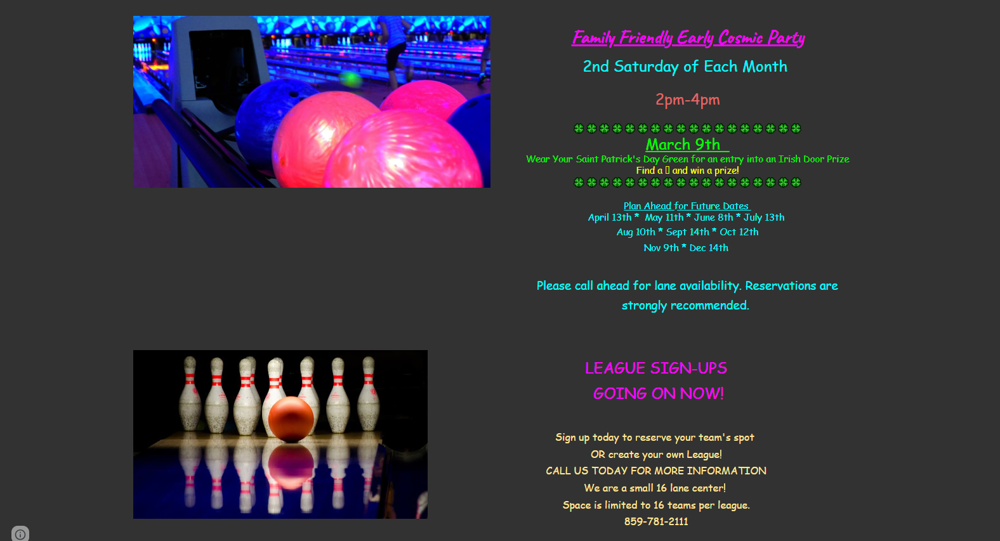 Family Friendly Early Cosmic Party
2nd Saturday of Each Month
2pm-4pm
🍀🍀🍀🍀🍀🍀🍀🍀🍀🍀🍀🍀🍀🍀🍀🍀🍀🍀
March 9th
Wear Your Saint Patrick's Day Green for an entry into an Irish Door Prize
Find a ▯ and win a prize!
🍀🍀🍀🍀🍀🍀🍀🍀🍀🍀🍀🍀🍀🍀🍀🍀🍀🍀
Plan Ahead for Future Dates
April 13th * May 11th * June 8th * July 13th
Aug 10th * Sept 14th * Oct 12th
Nov 9th * Dec 14th
Please call ahead for lane availability. Reservations are
strongly recommended.
LEAGUE SIGN-UPS
GOING ON NOW!
Sign up today to reserve your team's spot
OR create your own League!
CALL US TODAY FOR MORE INFORMATION
We are a small 16 lane center!
Space is limited to 16 teams per league.
859-781-2111